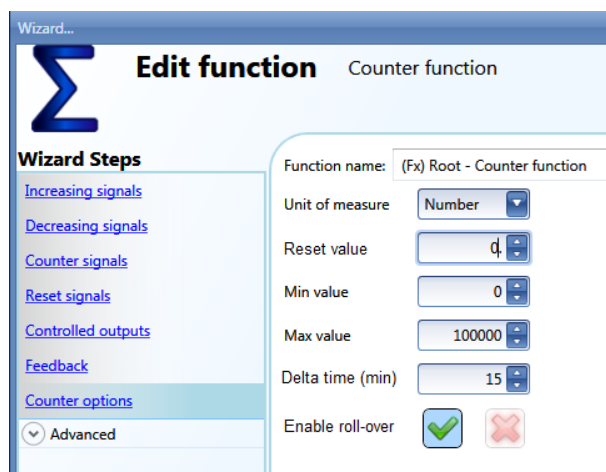 Wizard...
Edit function Counter function
Wizard Steps
Increasing signals
Decreasing signals
Counter signals
Reset signals
Controlled outputs
Feedback
Counter options
Advanced
Function name: (Fx) Root - Counter function
Unit of measure Number
Reset value 0
Min value 0
Max value 100000
Delta time (min) 15
Enable roll-over